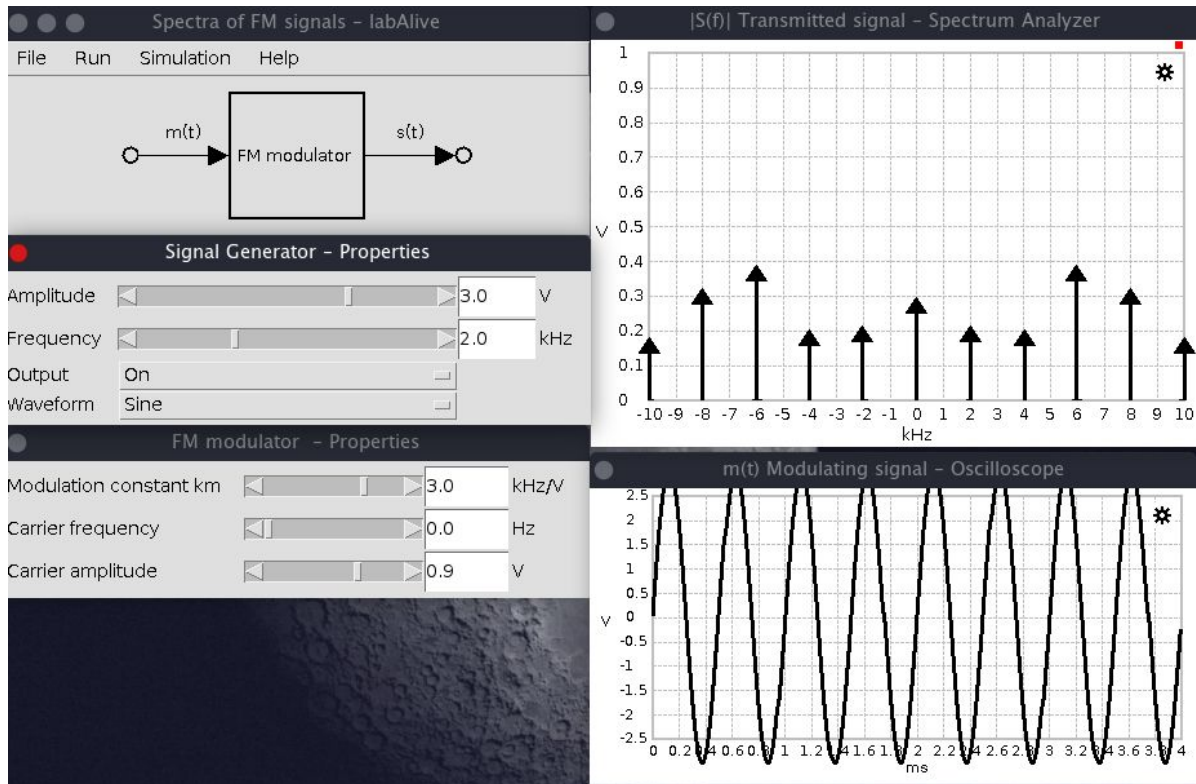 Spectra of FM signals - labAlive
File Run Simulation Help
m(t)
FM modulator
s(t)
Signal Generator - Properties
Amplitude 3.0 V
Frequency 2.0 kHz
Output On
Waveform Sine
FM modulator - Properties
Modulation constant km 3.0 kHz/V
Carrier frequency 0.0 Hz
Carrier amplitude 0.9 V
|S(f)| Transmitted signal - Spectrum Analyzer
1
0.9
0.8
0.7
0.6
V 0.5
0.4
0.3
0.2
0.1
0
-10 -9 -8 -7 -6 -5 -4 -3 -2 -1 0 1 2 3 4 5 6 7 8 9 10
kHz
m(t) Modulating signal - Oscilloscope
2.5
2
1.5
1
0.5
V 0
-0.5
-1
-1.5
-2
-2.5
0 0.2 0.6 1 1.2 1.6 2 2.2 2.6 3 3.2 3.6 4
ms